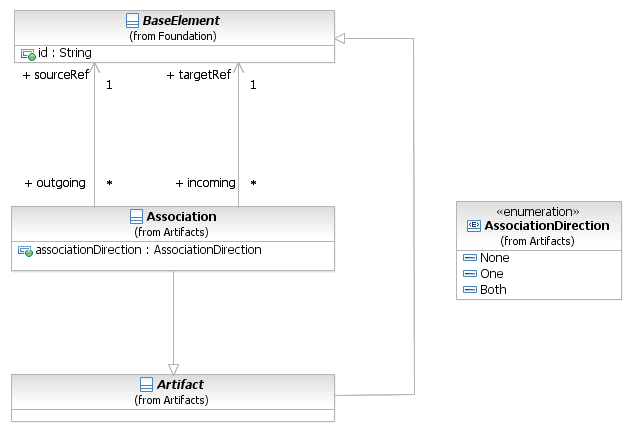 BaseElement
(from Foundation)
id : String
+ sourceRef
1
+ targetRef
1
+ outgoing
*
+ incoming
*
Association
(from Artifacts)
associationDirection : AssociationDirection
«enumeration»
AssociationDirection
(from Artifacts)
None
One
Both
Artifact
(from Artifacts)